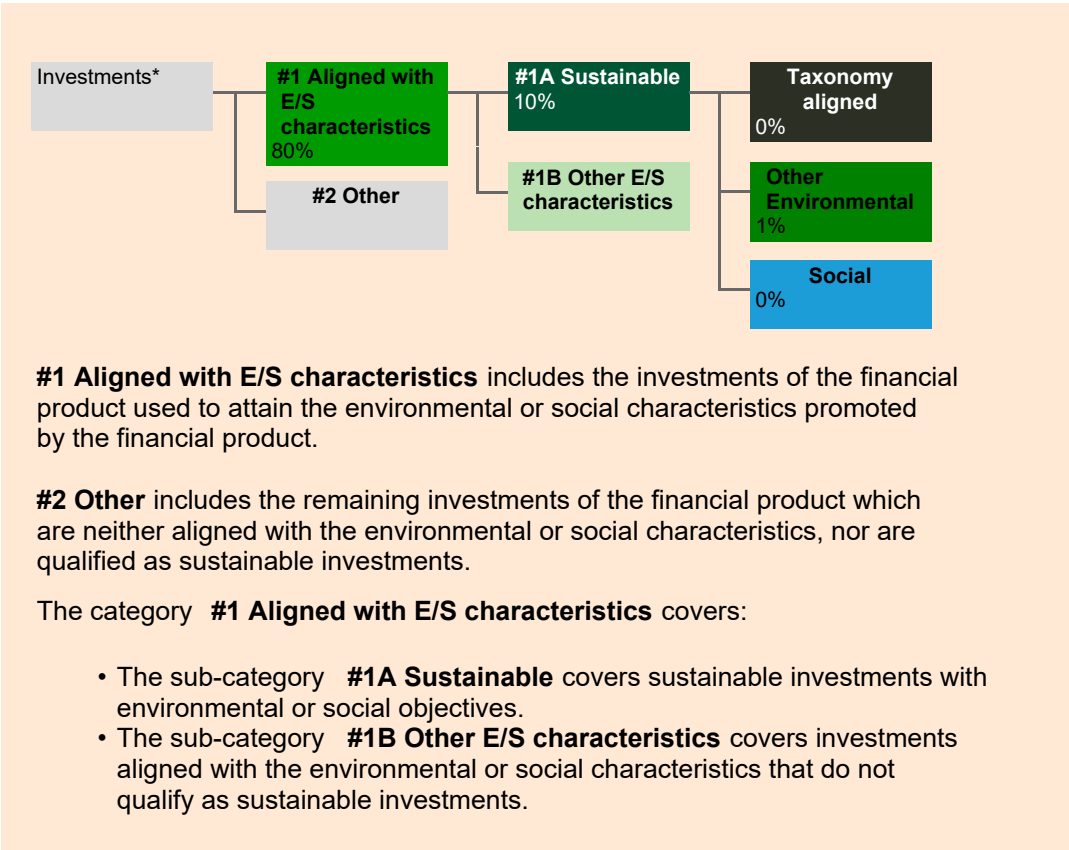 Investments*
#1 Aligned with
E/S
characteristics
80%
#2 Other
#1A Sustainable
10%
#1B Other E/S
characteristics
Taxonomy
aligned
0%
Other
Environmental
1%
Social
0%
#1 Aligned with E/S characteristics includes the investments of the financial
product used to attain the environmental or social characteristics promoted
by the financial product.
#2 Other includes the remaining investments of the financial product which
are neither aligned with the environmental or social characteristics, nor are
qualified as sustainable investments.
The category #1 Aligned with E/S characteristics covers:
• The sub-category #1A Sustainable covers sustainable investments with
environmental or social objectives.
• The sub-category #1B Other E/S characteristics covers investments
aligned with the environmental or social characteristics that do not
qualify as sustainable investments.